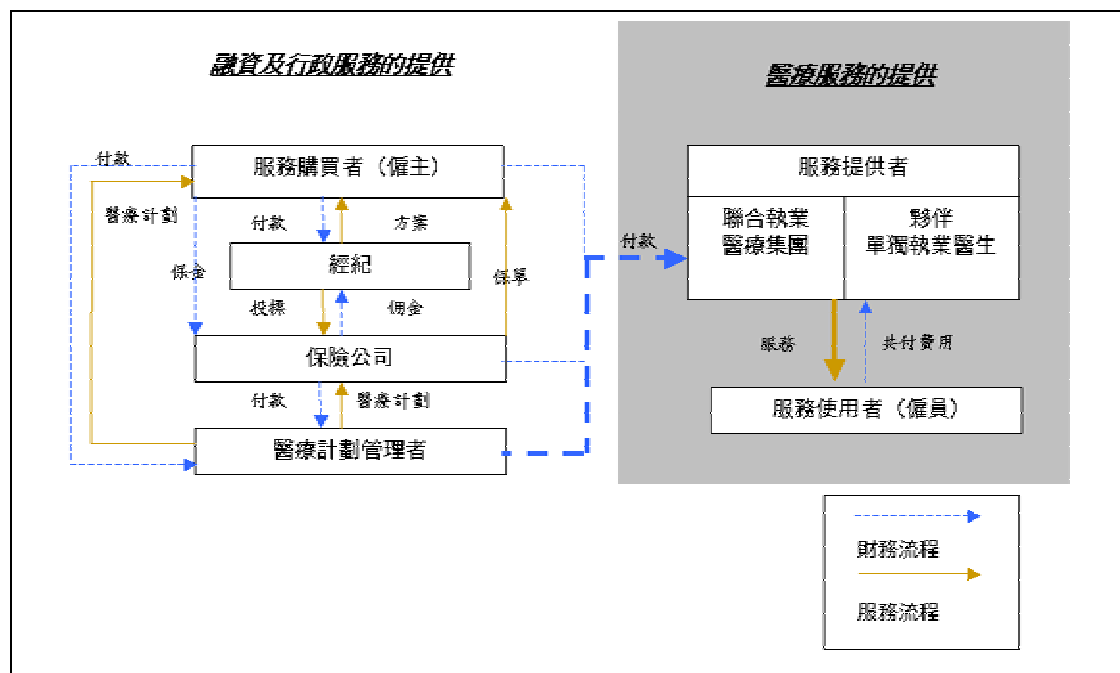 融資及行政服務的提供
醫療服務的提供
付款
服務購買者（僱主）
服務提供者
醫療計劃
付款
方案
聯合執業
醫療集團
夥伴
單獨執業醫生
付款
保金
經紀
保單
投標
佣金
保險公司
服務
共付費用
付款
醫療計劃
服務使用者（僱員）
醫療計劃管理者
財務流程
服務流程